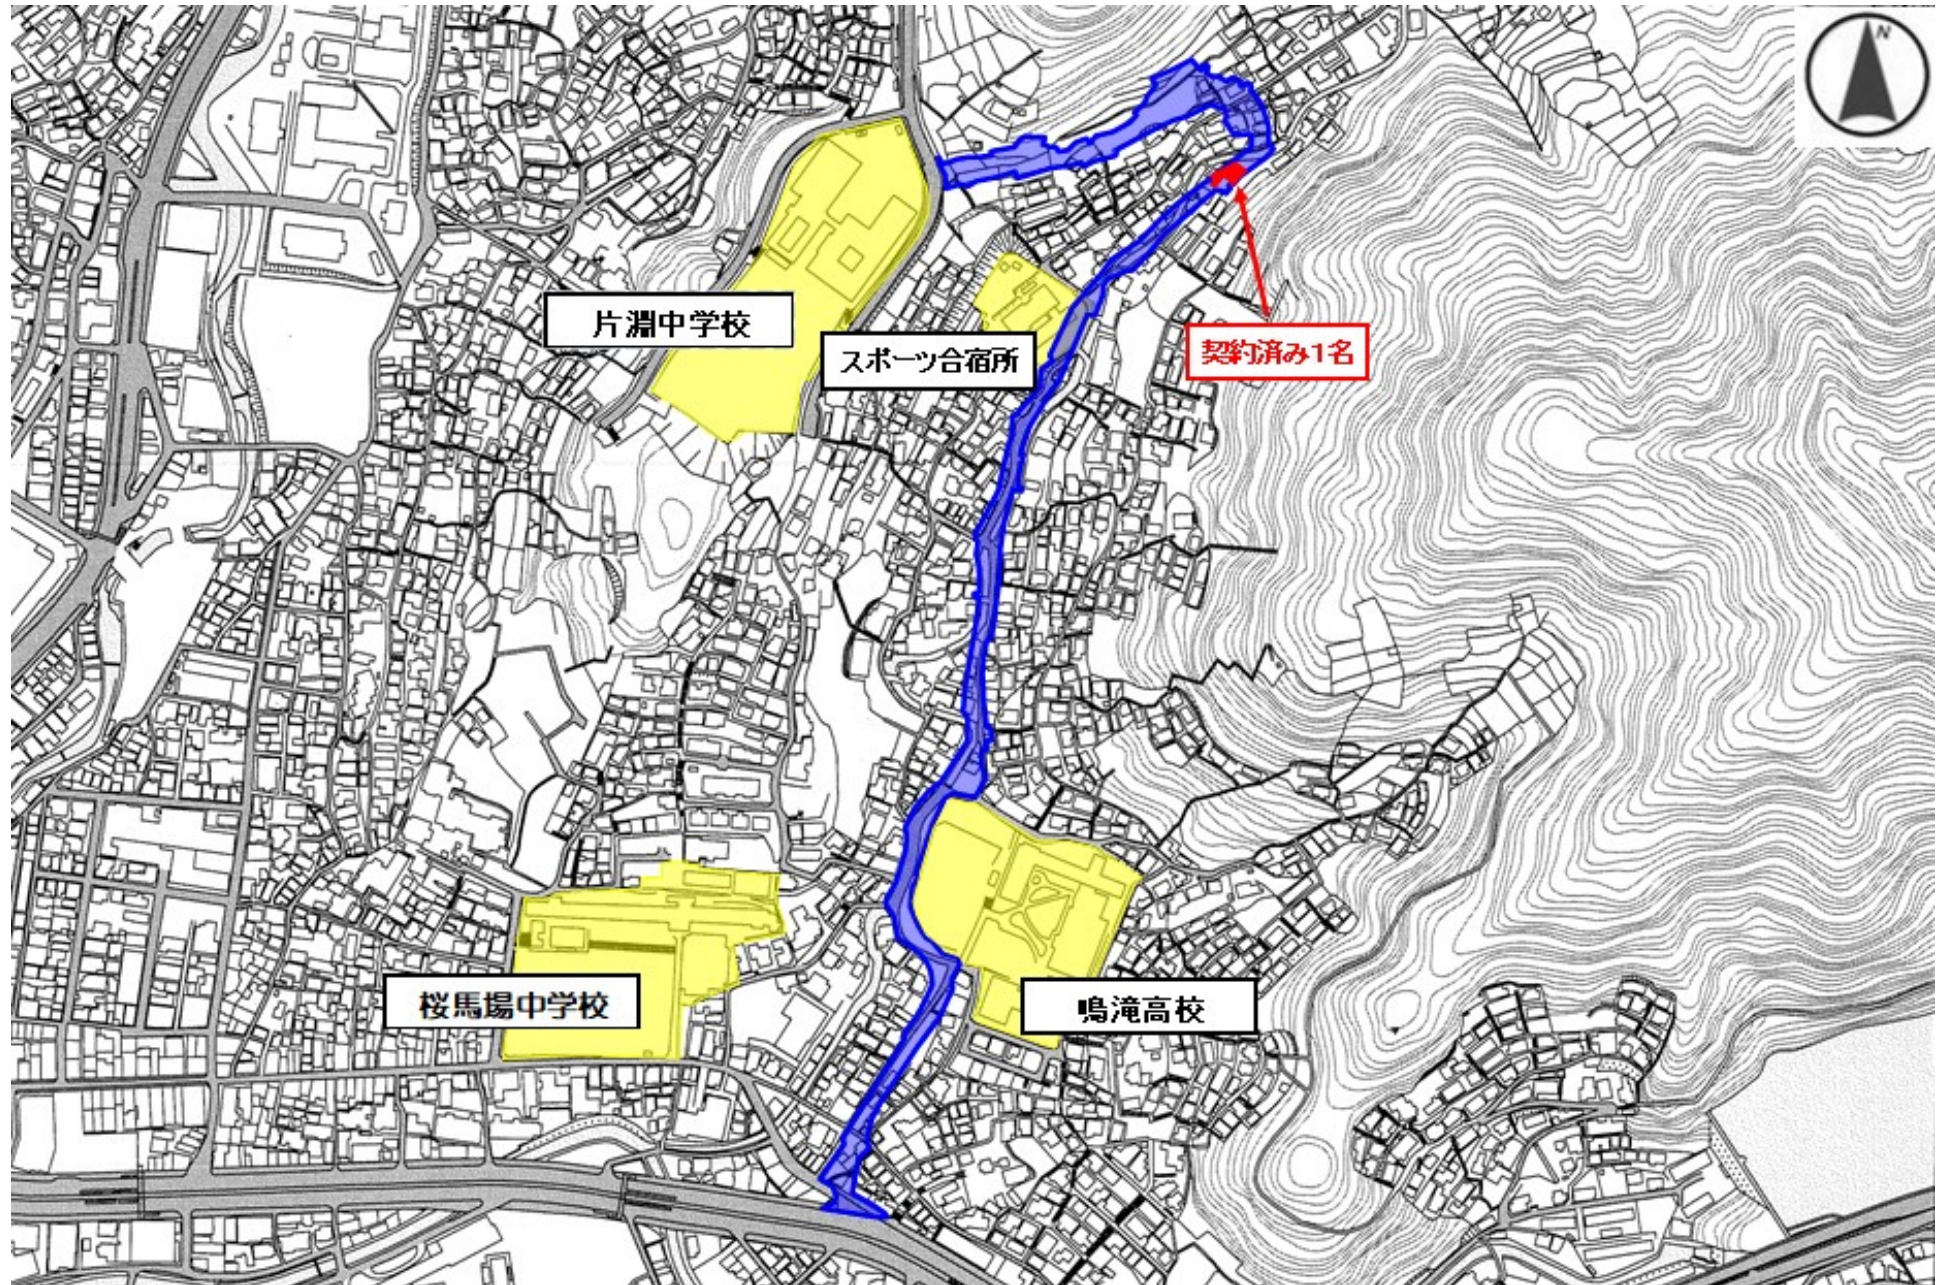 N
片淵中学校
スポーツ合宿所
契約済み1名
桜馬場中学校
鳴滝高校